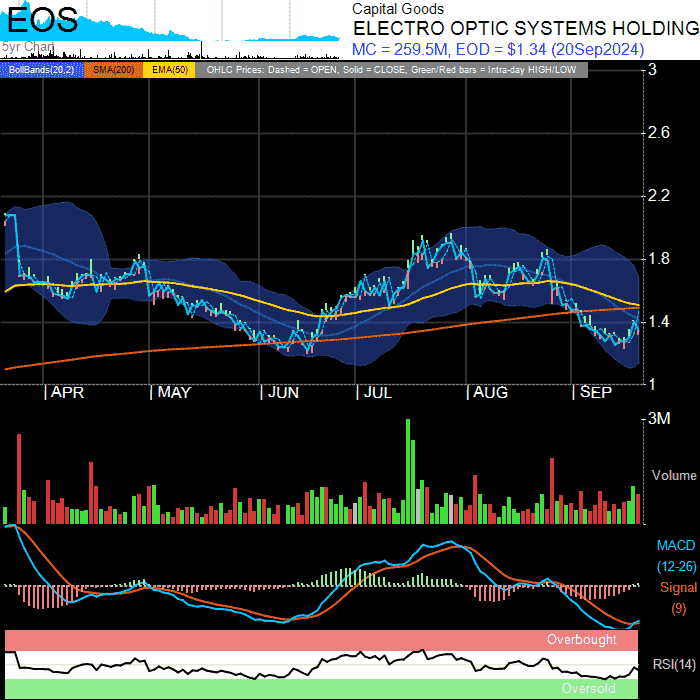 EOS
5yr Chart
Capital Goods
ELECTRO OPTIC SYSTEMS HOLDING
MC = 259.5M, EOD = $1.34 (20Sep2024)
BollBands(20,2) SMA(200) EMA(50) OHLC Prices: Dashed = OPEN, Solid = CLOSE, Green/Red bars = Intra-day HIGH/LOW
3
2.6
2.2
1.8
1.4
1
APR MAY JUN JUL AUG SEP
3M
Volume
MACD
(12-26)
Signal
(9)
Overbought
RSI(14)
Oversold